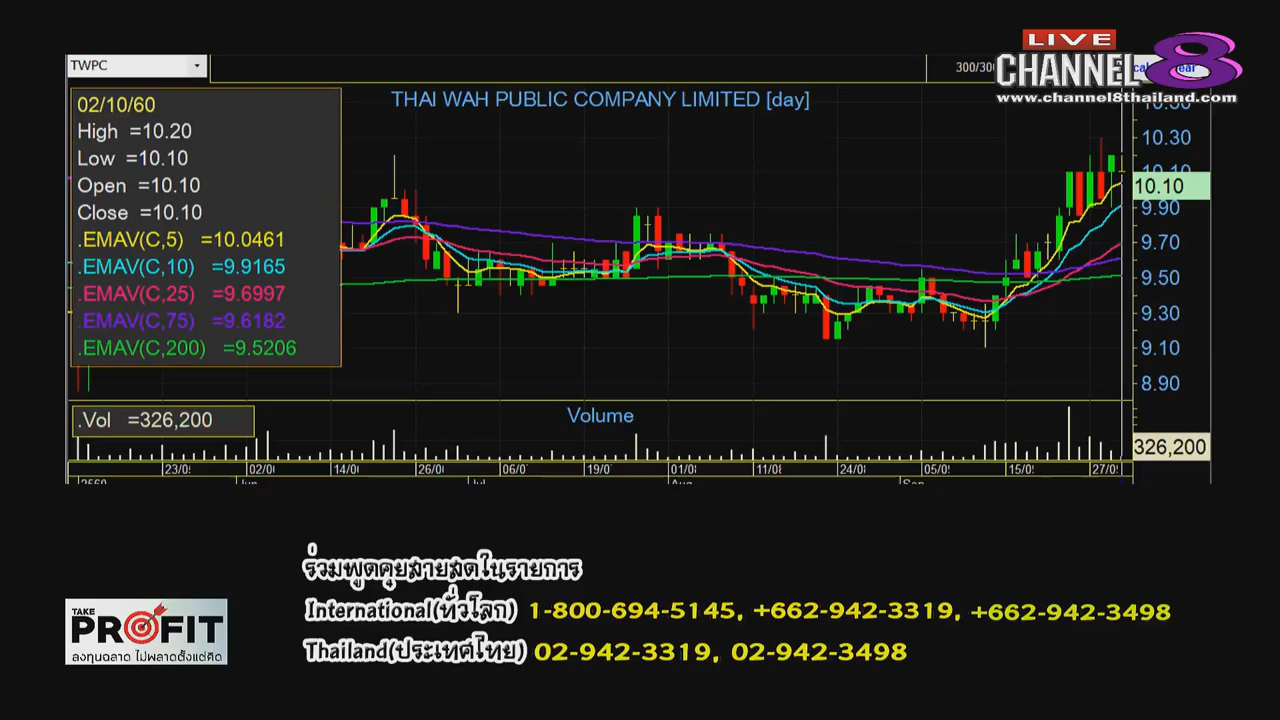 LIVE
CHANNEL 8
www.channel8thailand.com
TWPC
300/300
THAI WAH PUBLIC COMPANY LIMITED [day]
02/10/60
High =10.20
Low =10.10
Open =10.10
Close =10.10
.EMAV(C,5) =10.0461
.EMAV(C,10) =9.9165
.EMAV(C,25) =9.6997
.EMAV(C,75) =9.6182
.EMAV(C,200) =9.5206
10.30
10.10
9.90
9.70
9.50
9.30
9.10
8.90
.Vol =326,200
Volume
326,200
23/0 02/0 14/0 26/0 06/ 19/0 01/0 11/0 24/0 05/0 15/0 27/0
2560 Jun Jul Aug Sep
ร่วมพูดคุยสายสดในรายการ
International(ทั่วโลก) 1-800-694-5145, +662-942-3319, +662-942-3498
Thailand(ประเทศไทย) 02-942-3319, 02-942-3498
TAKE
PROFIT
ลงทุนฉลาด ไม่พลาดตั้งแต่คิด